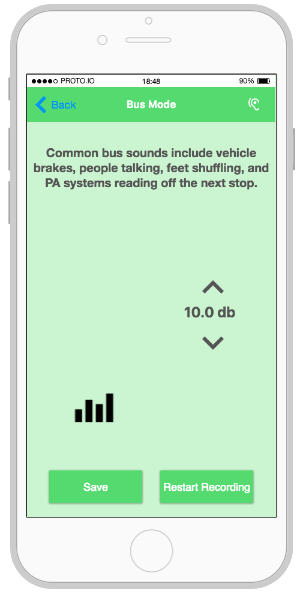 PROTO.IO 18:48 90%
Back Bus Mode
Common bus sounds include vehicle
brakes, people talking, feet shuffling, and
PA systems reading off the next stop.
10.0 db
Save Restart Recording